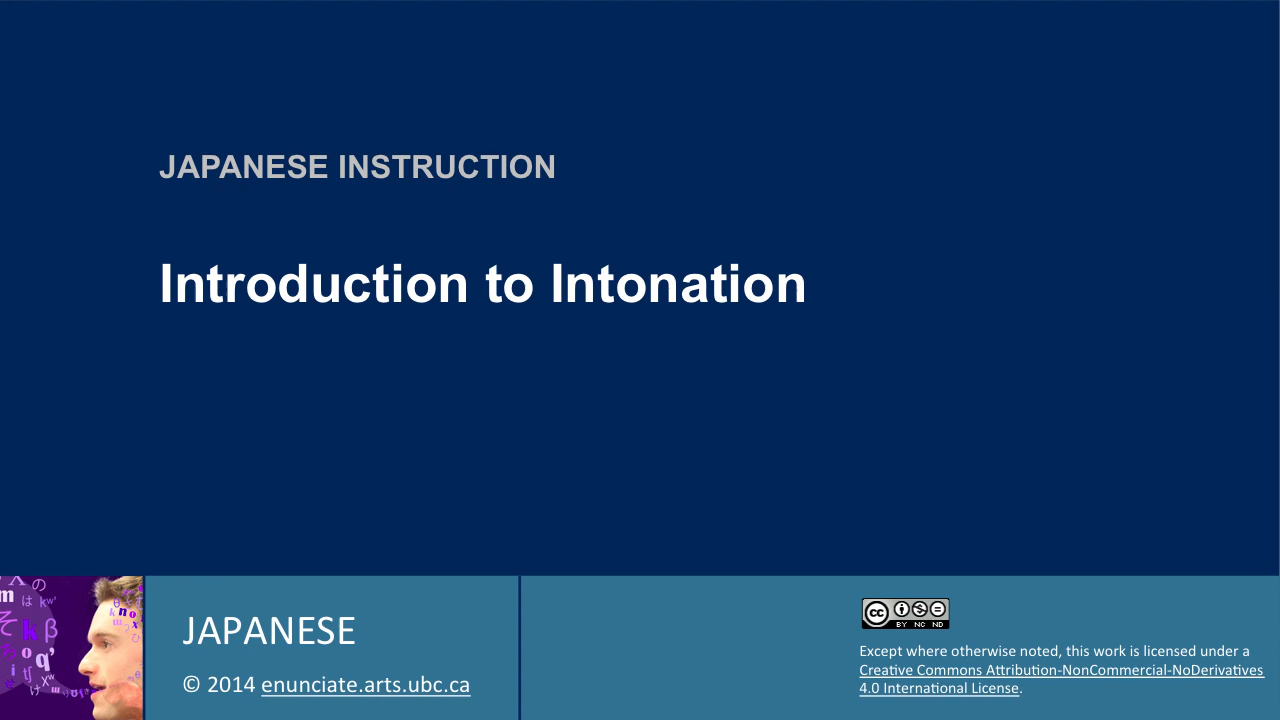 JAPANESE INSTRUCTION
Introduction to Intonation
JAPANESE
© 2014 enunciate.arts.ubc.ca
cc BY NC ND
Except where otherwise noted, this work is licensed under a
Creative Commons Attribution-NonCommercial-NoDerivatives
4.0 International License.